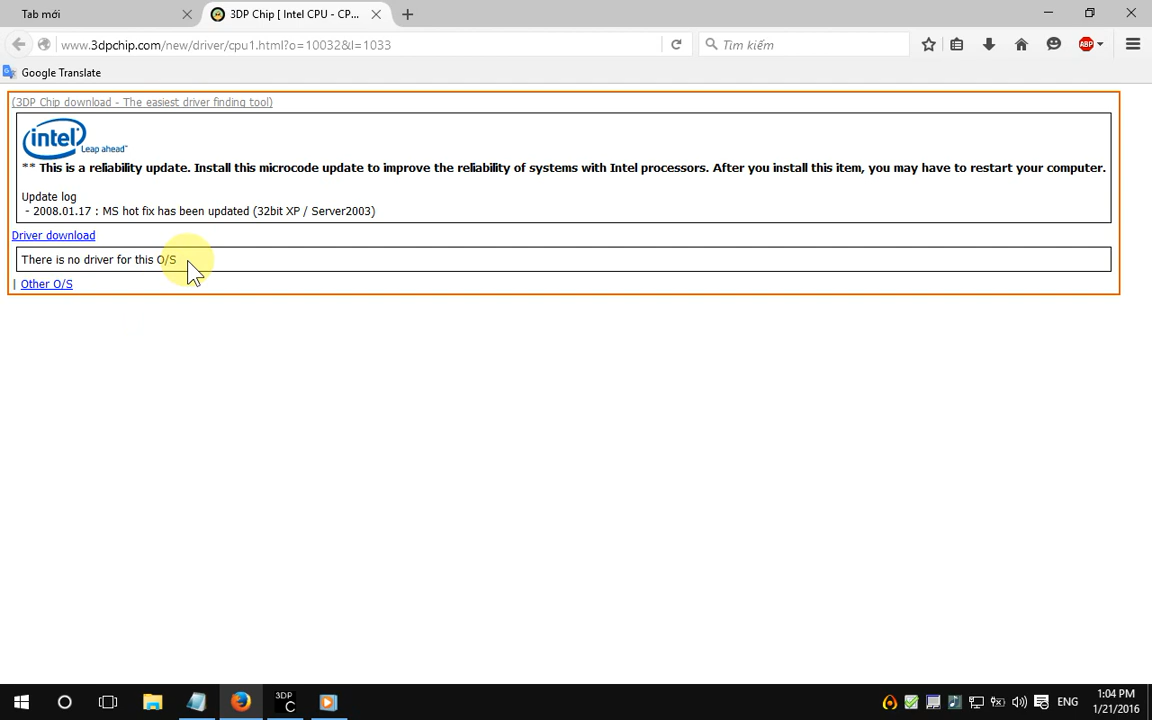 Tab mới
3DP Chip [ Intel CPU - CP...
www.3dpchip.com/new/driver/cpu1.html?o=10032&l=1033
Tìm kiếm
ABP
Google Translate
(3DP Chip download - The easiest driver finding tool)
intel
Leap ahead™
** This is a reliability update. Install this microcode update to improve the reliability of systems with Intel processors. After you install this item, you may have to restart your computer.
Update log
- 2008.01.17 : MS hot fix has been updated (32bit XP / Server2003)
Driver download
There is no driver for this O/S
| Other O/S
3DP
C
ENG
1:04 PM
1/21/2016